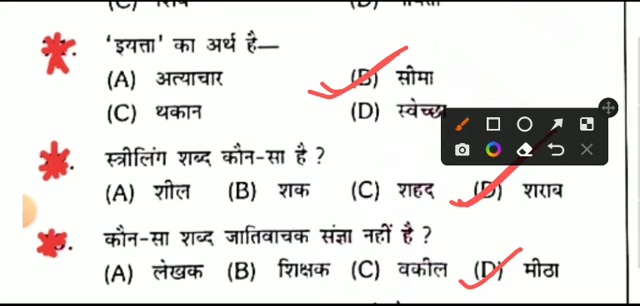 'इयत्ता' का अर्थ है—
(A) अत्याचार (B) सीमा
(C) थकान (D) स्वेच्छा
स्त्रीलिंग शब्द कौन-सा है ?
(A) शील (B) शक (C) शहद (D) शराब
कौन-सा शब्द जातिवाचक संज्ञा नहीं है ?
(A) लेखक (B) शिक्षक (C) वकील (D) मीठा